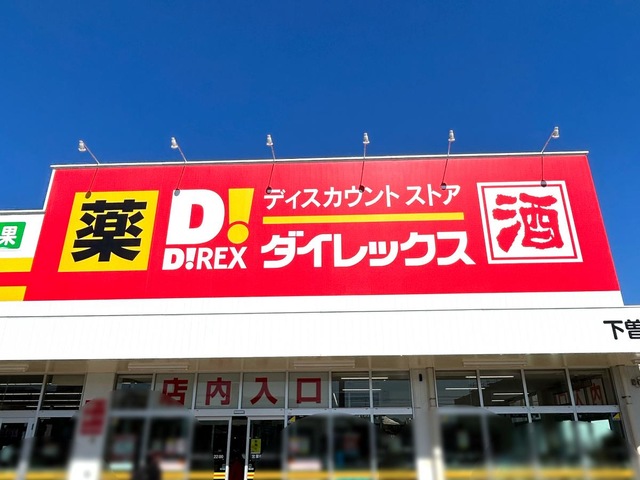 果
薬
D!
D!REX
ディスカウント ストア
ダイレックス
酒
下曽
店内入口